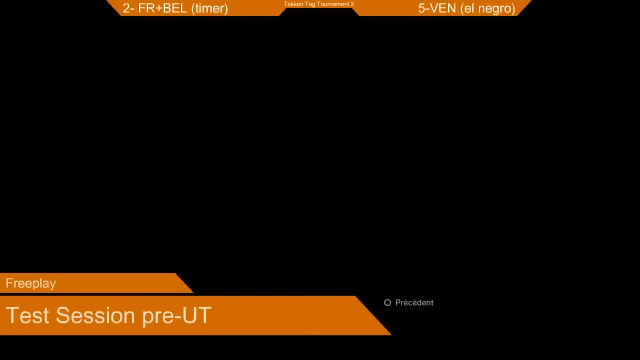 2- FR+BEL (timer)
Tekken Tag Tournament 2
5-VEN (el negro)
Freeplay
Précédent
Test Session pre-UT